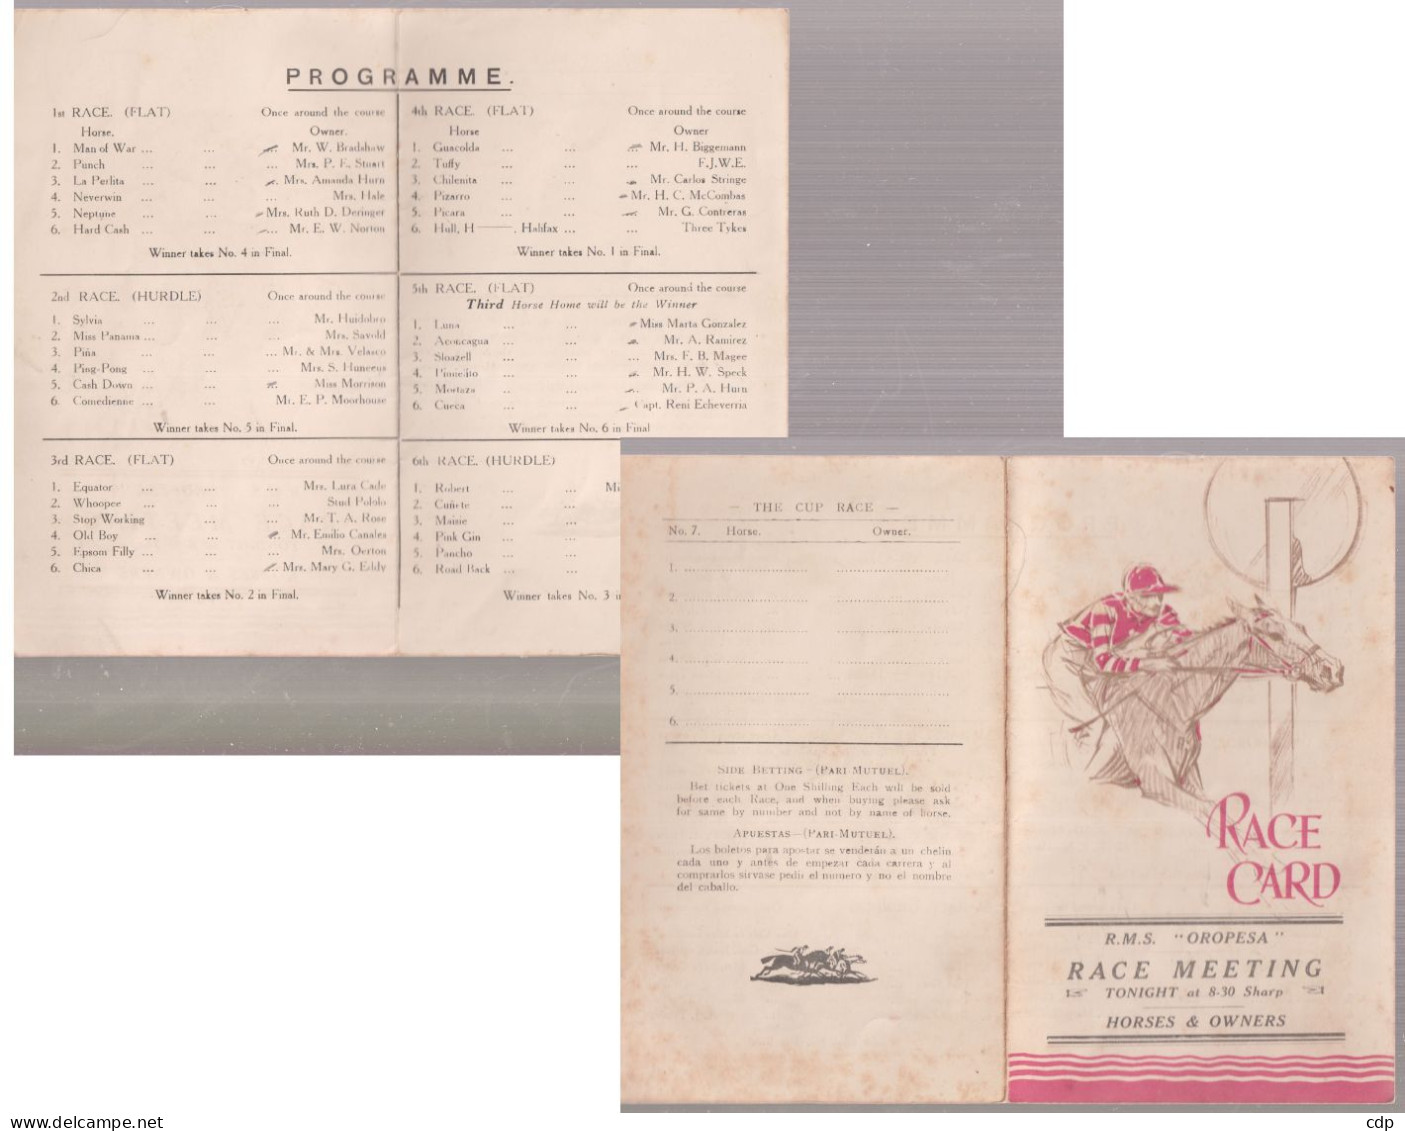 PROGRAMME.
1st RACE. (FLAT) Once around the course
Horse. Owner.
1. Man of War ... ... Mr. W. Bradshaw
2. Punch ... ... ... Mrs. P. E. Stuart
3. La Perlita ... ... Mrs. Amanda Hurn
4. Neverwin ... ... ... Mrs. Hale
5. Neptune ... ... Mrs. Ruth D. Deringer
6. Hard Cash ... ... ... Mr. E. W. Norton
Winner takes No. 4 in Final.
2nd RACE. (HURDLE) Once around the course
1. Sylvia ... ... ... Mr. Huidobro
2. Miss Panama ... ... ... Mrs. Savold
3. Piña ... ... ... Mr. & Mrs. Velasco
4. Ping-Pong ... ... Mrs. S. Huneeus
5. Cash Down ... ... Miss Morrison
6. Comedienne ... ... ... Mr. E. P. Moorhouse
Winner takes No. 5 in Final.
3rd RACE. (FLAT) Once around the course
1. Equator ... ... Mrs. Lura Cade
2. Whoopee ... ... Stud Pololo
3. Stop Working ... ... Mr. T. A. Rose
4. Old Boy ... ... Mr. Emilio Canales
5. Epsom Filly ... ... ... Mrs. Oerton
6. Chica ... ... Mrs. Mary G. Eddy
Winner takes No. 2 in Final.
4th RACE. (FLAT) Once around the course
Horse Owner
1. Guacolda ... ... ... Mr. H. Biggemann
2. Tuffy ... ... ... F.J.W.E.
3. Chilenita ... ... Mr. Carlos Stringe
4. Pizarro ... ... Mr. H. C. McCombas
5. Picara ... ... Mr. G. Contreras
6. Hull, H——. Halifax ... ... Three Tykes
Winner takes No. 1 in Final.
5th RACE. (FLAT) Once around the course
Third Horse Home will be the Winner
1. Luna ... ... Miss Marta Gonzalez
2. Aconcagua ... ... Mr. A. Ramirez
3. Sloazell ... ... ... Mrs. F. B. Magee
4. ... ... Mr. H. W. Speck
5. Mostaza .. ... Mr. P. A. Hurn
6. Cueca ... ... Capt. Reni Echeverria
Winner takes No. 6 in Final
6th RACE. (HURDLE)
1. Robert ... ... Mi
2. Cuñete ... ...
3. Maisie ... ...
4. Pink Gin ... ...
5. Pancho ... ...
6. Road Back ... ...
Winner takes No. 3 i
— THE CUP RACE —
No. 7. Horse. Owner.
1. ........................ ........................
2. ........................ ........................
3. ........................ ........................
4. ........................ ........................
5. ........................ ........................
6. ........................ ........................
SIDE BETTING—(PARI-MUTUEL).
Bet tickets at One Shilling Each will be sold
before each Race, and when buying please ask
for same by number and not by name of horse.
APUESTAS—(PARI-MUTUEL).
Los boletos para apostar se venderán a un chelin
cada uno y antés de empezar cada carrera y al
comprarlos sirvase pedir el numero y no el nombre
del caballo.
RACE
CARD
R.M.S. "OROPESA"
RACE MEETING
TONIGHT at 8-30 Sharp
HORSES & OWNERS
www.delcampe.net
cdp